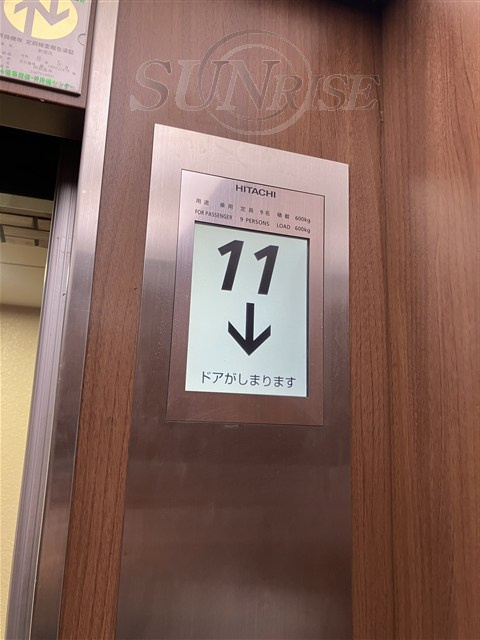 SUNRISE
HITACHI
用途 乗用 定員 9名 積載 600kg
FOR PASSENGER 9 PERSONS LOAD 600kg
11
↓
ドアがしまります